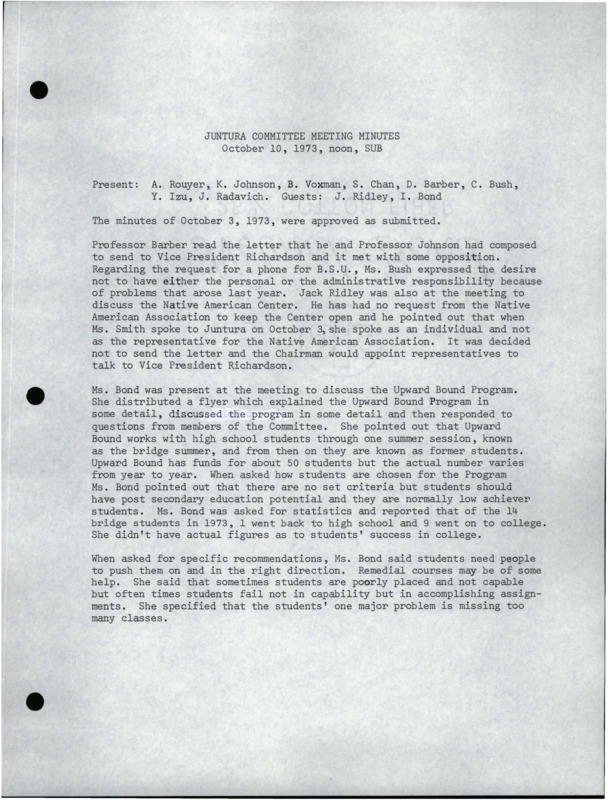 JUNTURA COMMITTEE MEETING MINUTES
October 10, 1973, noon, SUB
Present: A. Rouyer, K. Johnson, B. Voxman, S. Chan, D. Barber, C. Bush,
Y. Izu, J. Radavich. Guests: J. Ridley, I. Bond
The minutes of October 3, 1973, were approved as submitted.
Professor Barber read the letter that he and Professor Johnson had composed
to send to Vice President Richardson and it met with some opposition.
Regarding the request for a phone for B.S.U., Ms. Bush expressed the desire
not to have either the personal or the administrative responsibility because
of problems that arose last year. Jack Ridley was also at the meeting to
discuss the Native American Center. He has had no request from the Native
American Association to keep the Center open and he pointed out that when
Ms. Smith spoke to Juntura on October 3, she spoke as an individual and not
as the representative for the Native American Association. It was decided
not to send the letter and the Chairman would appoint representatives to
talk to Vice President Richardson.
Ms. Bond was present at the meeting to discuss the Upward Bound Program.
She distributed a flyer which explained the Upward Bound Program in
some detail, discussed the program in some detail and then responded to
questions from members of the Committee. She pointed out that Upward
Bound works with high school students through one summer session, known
as the bridge summer, and from then on they are known as former students.
Upward Bound has funds for about 50 students but the actual number varies
from year to year. When asked how students are chosen for the Program
Ms. Bond pointed out that there are no set criteria but students should
have post secondary education potential and they are normally low achiever
students. Ms. Bond was asked for statistics and reported that of the 14
bridge students in 1973, 1 went back to high school and 9 went on to college.
She didn't have actual figures as to students' success in college.
When asked for specific recommendations, Ms. Bond said students need people
to push them on and in the right direction. Remedial courses may be of some
help. She said that sometimes students are poorly placed and not capable
but often times students fail not in capability but in accomplishing assign-
ments. She specified that the students' one major problem is missing too
many classes.